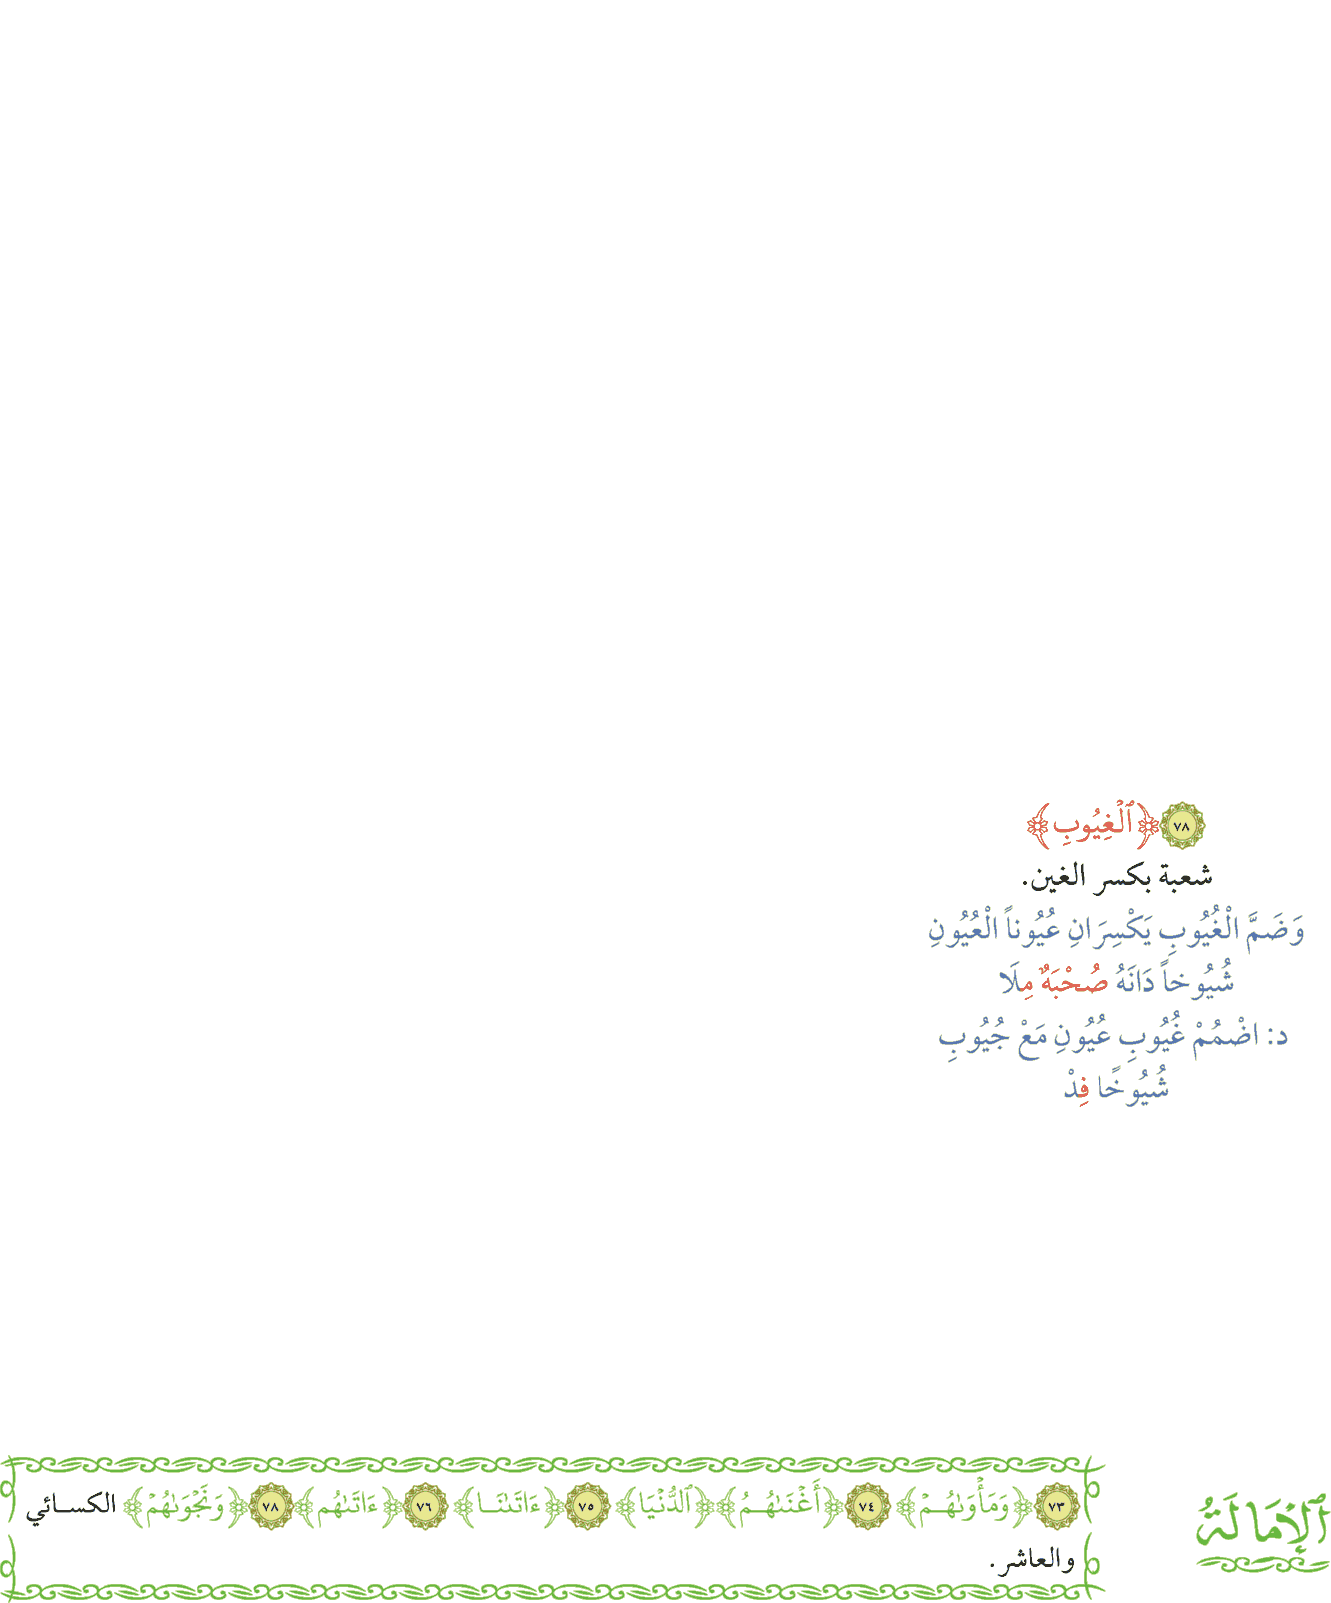 ٧٨ ﴿ٱلْغِيُوبِ﴾
شعبة بكسر الغين.
وَضَمَّ الْغُيُوبِ يَكْسِرَانِ عُيُوناً الْعُيُونِ
شُيُوخاً دَانَهُ صُحْبَةٌ مِلَا
د: اضْمُمْ غُيُوبِ عُيُونِ مَعْ جُيُوبِ
شُيُوخًا فِدْ
ٱلْإِمَالَةُ
٧٣ ﴿وَمَأْوَىٰهُمْ﴾ ٧٤ ﴿أَغْنَىٰهُمُ﴾ ﴿ٱلدُّنْيَا﴾ ٧٥ ﴿ءَاتَىٰنَا﴾ ٧٦ ﴿ءَاتَىٰهُم﴾ ٧٨ ﴿وَنَجْوَىٰهُمْ﴾ الكسائي
والعاشر.